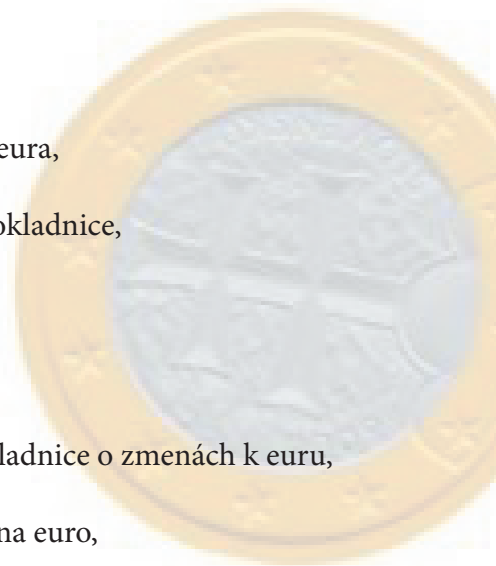 eura,
okladnice,
ladnice o zmenách k euru,
na euro,